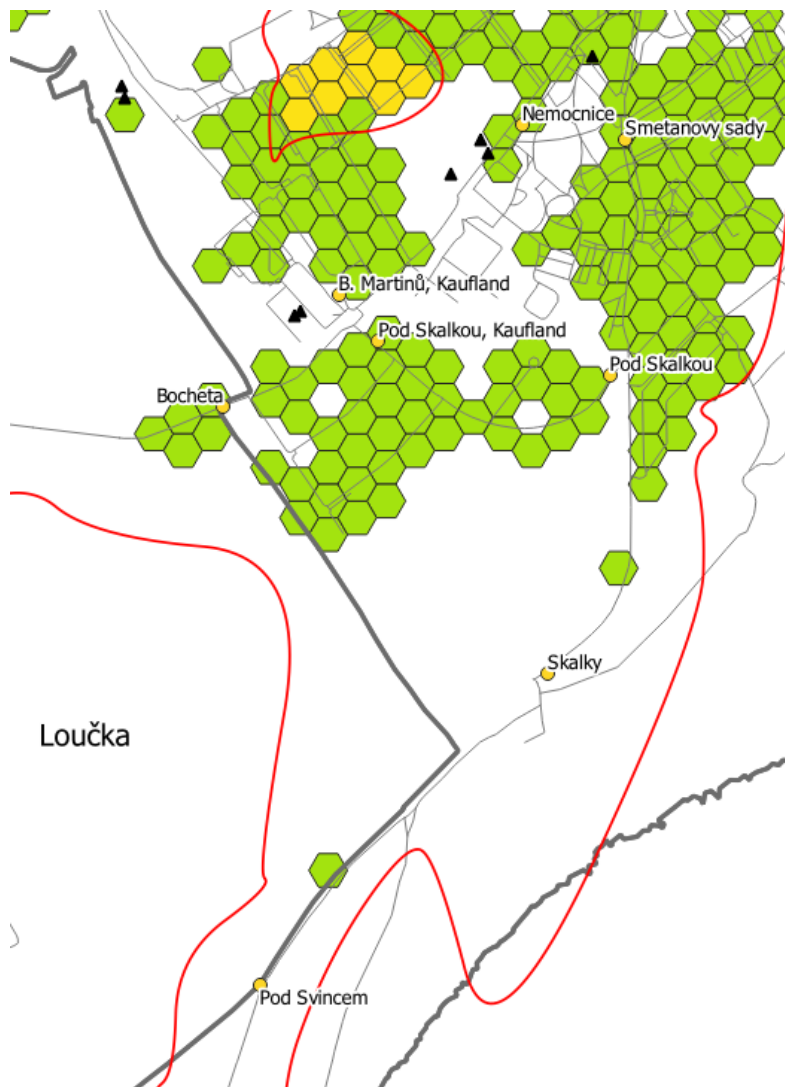 Nemocnice
Smetanovy sady
B. Martinů, Kaufland
Pod Skalkou, Kaufland
Pod Skalkou
Bocheta
Skalky
Loučka
Pod Svincem